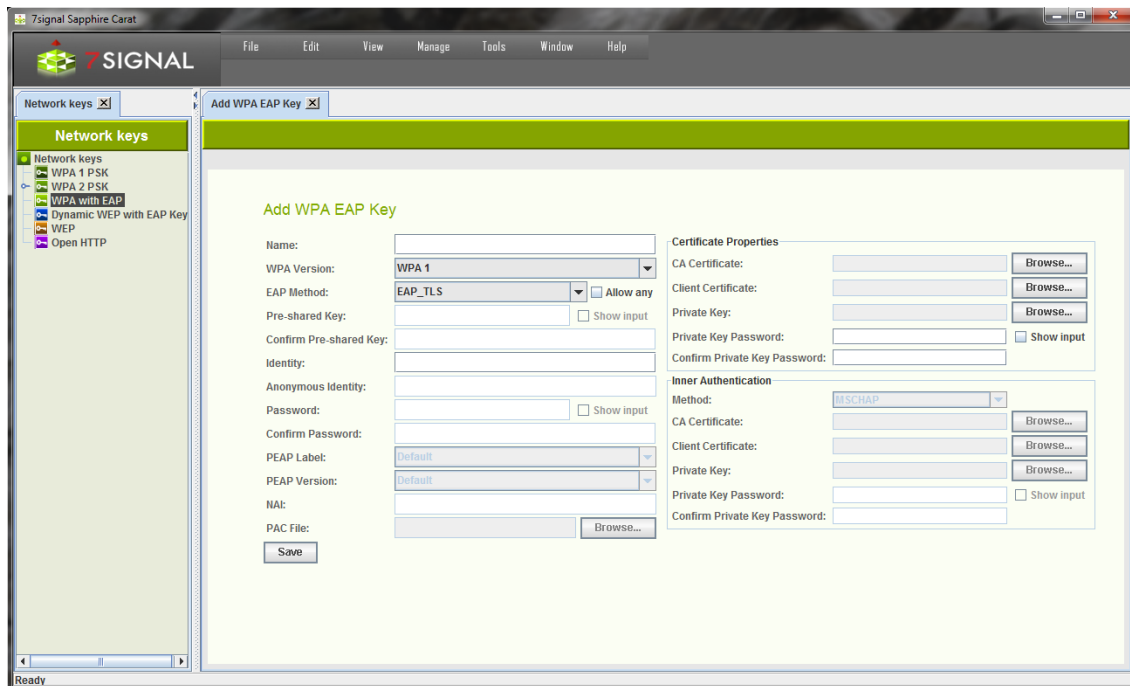 7signal Sapphire Carat
7SIGNAL
File Edit View Manage Tools Window Help
Network keys
Add WPA EAP Key
Network keys
Network keys
WPA 1 PSK
WPA 2 PSK
WPA with EAP
Dynamic WEP with EAP Key
WEP
Open HTTP
Add WPA EAP Key
Name:
WPA Version: WPA 1
EAP Method: EAP_TLS Allow any
Pre-shared Key: Show input
Confirm Pre-shared Key:
Identity:
Anonymous Identity:
Password: Show input
Confirm Password:
PEAP Label: Default
PEAP Version: Default
NAI:
PAC File: Browse...
Save
Certificate Properties
CA Certificate: Browse...
Client Certificate: Browse...
Private Key: Browse...
Private Key Password: Show input
Confirm Private Key Password:
Inner Authentication
Method: MSCHAP
CA Certificate: Browse...
Client Certificate: Browse...
Private Key: Browse...
Private Key Password: Show input
Confirm Private Key Password:
Ready